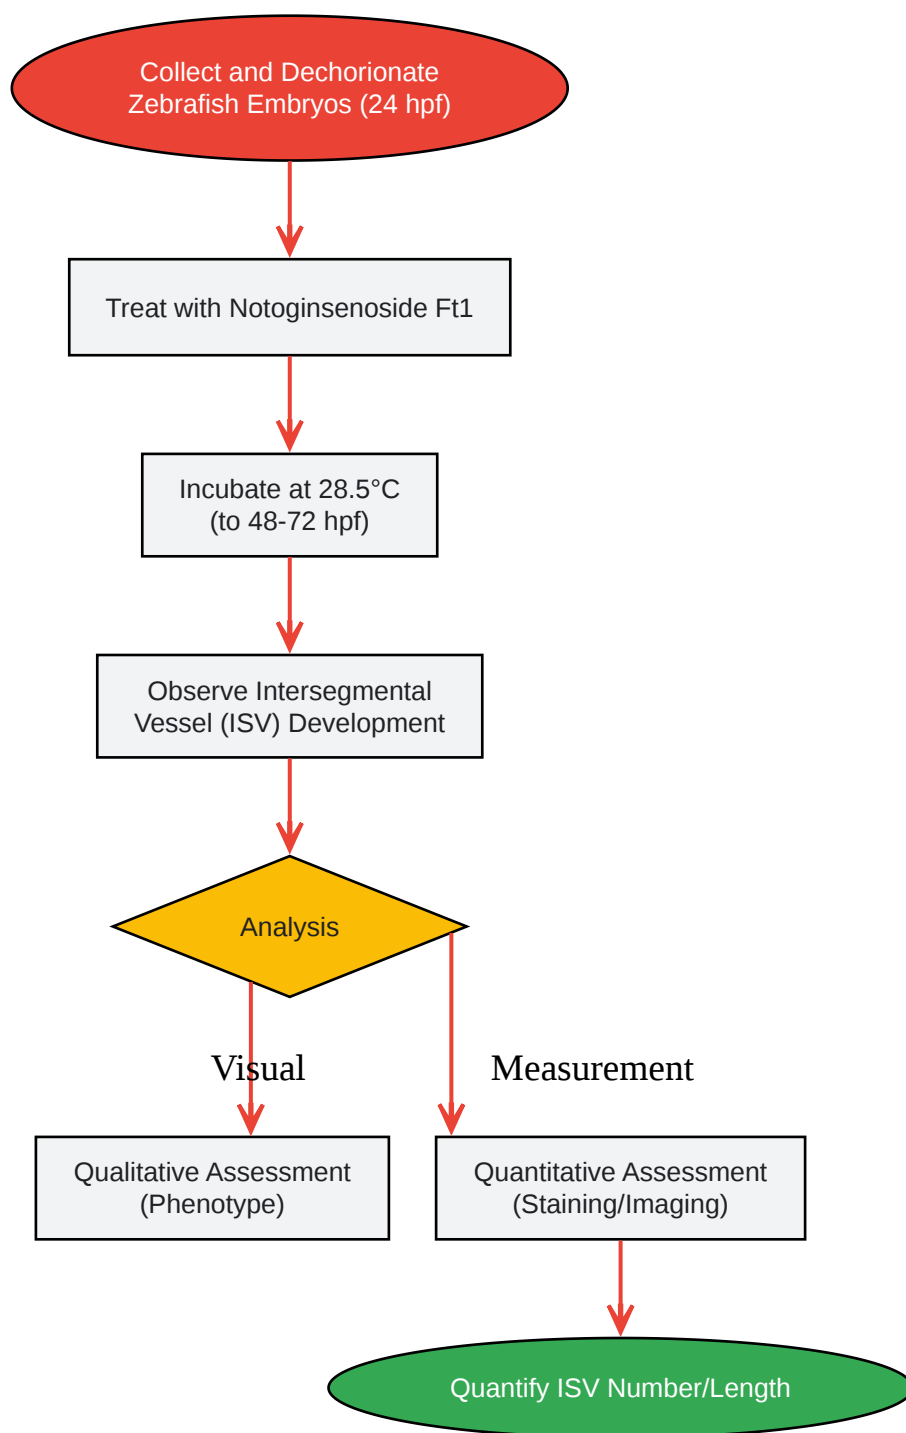 Collect and Dechorionate
Zebrafish Embryos (24 hpf)
Treat with Notoginsenoside Ft1
Incubate at 28.5°C
(to 48-72 hpf)
Observe Intersegmental
Vessel (ISV) Development
Analysis
Visual
Measurement
Qualitative Assessment
(Phenotype)
Quantitative Assessment
(Staining/Imaging)
Quantify ISV Number/Length